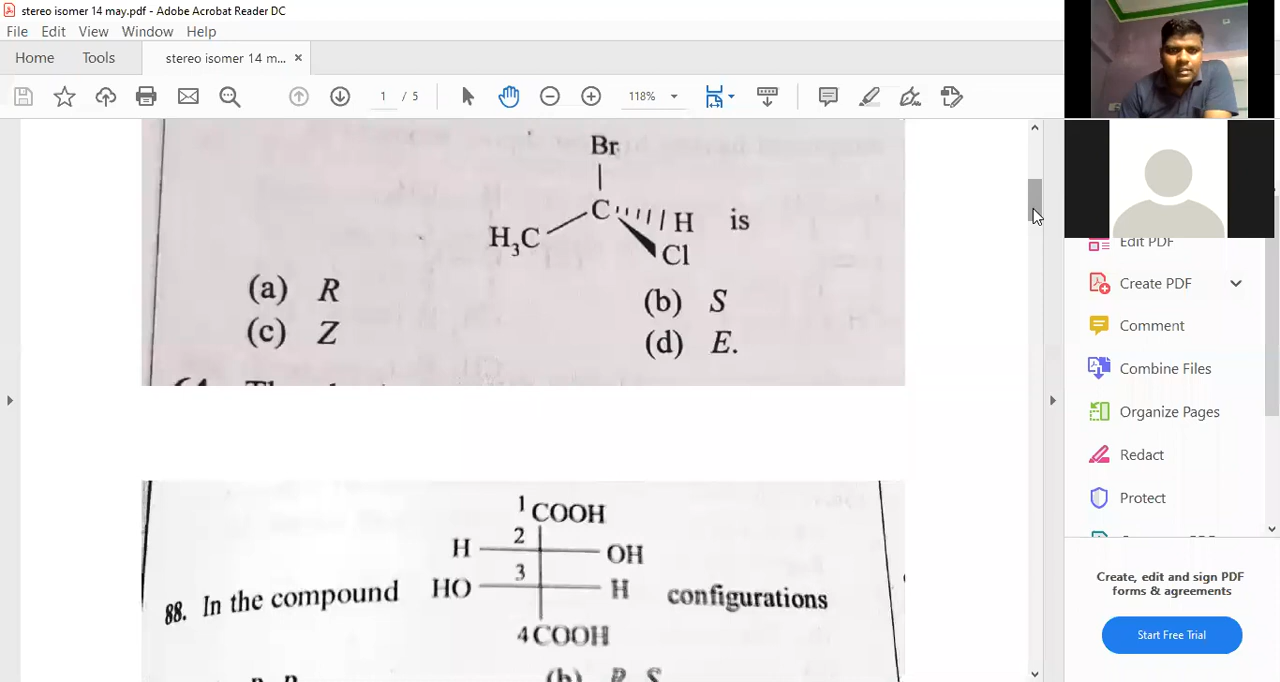 stereo isomer 14 may.pdf - Adobe Acrobat Reader DC
File Edit View Window Help
Home Tools stereo isomer 14 m... ×
1 / 5 118%
Br
C H is
H3C Cl
(a) R (b) S
(c) Z (d) E.
1 COOH
2
H OH
3
88. In the compound HO H configurations
4 COOH
(b) R, S
Edit PDF
Create PDF
Comment
Combine Files
Organize Pages
Redact
Protect
Create, edit and sign PDF
forms & agreements
Start Free Trial